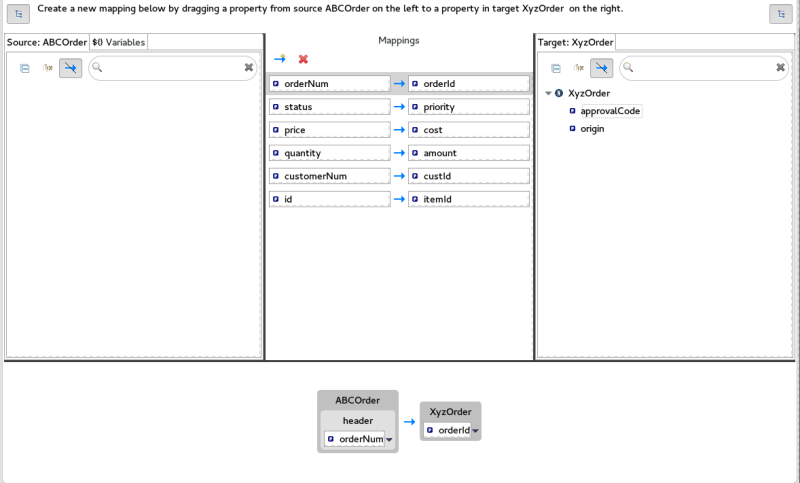 Create a new mapping below by dragging a property from source ABCOrder on the left to a property in target XyzOrder on the right.
Source: ABCOrder
${} Variables
Mappings
Target: XyzOrder
orderNum → orderId
status → priority
price → cost
quantity → amount
customerNum → custId
id → itemId
XyzOrder
approvalCode
origin
ABCOrder
header
orderNum
XyzOrder
orderId